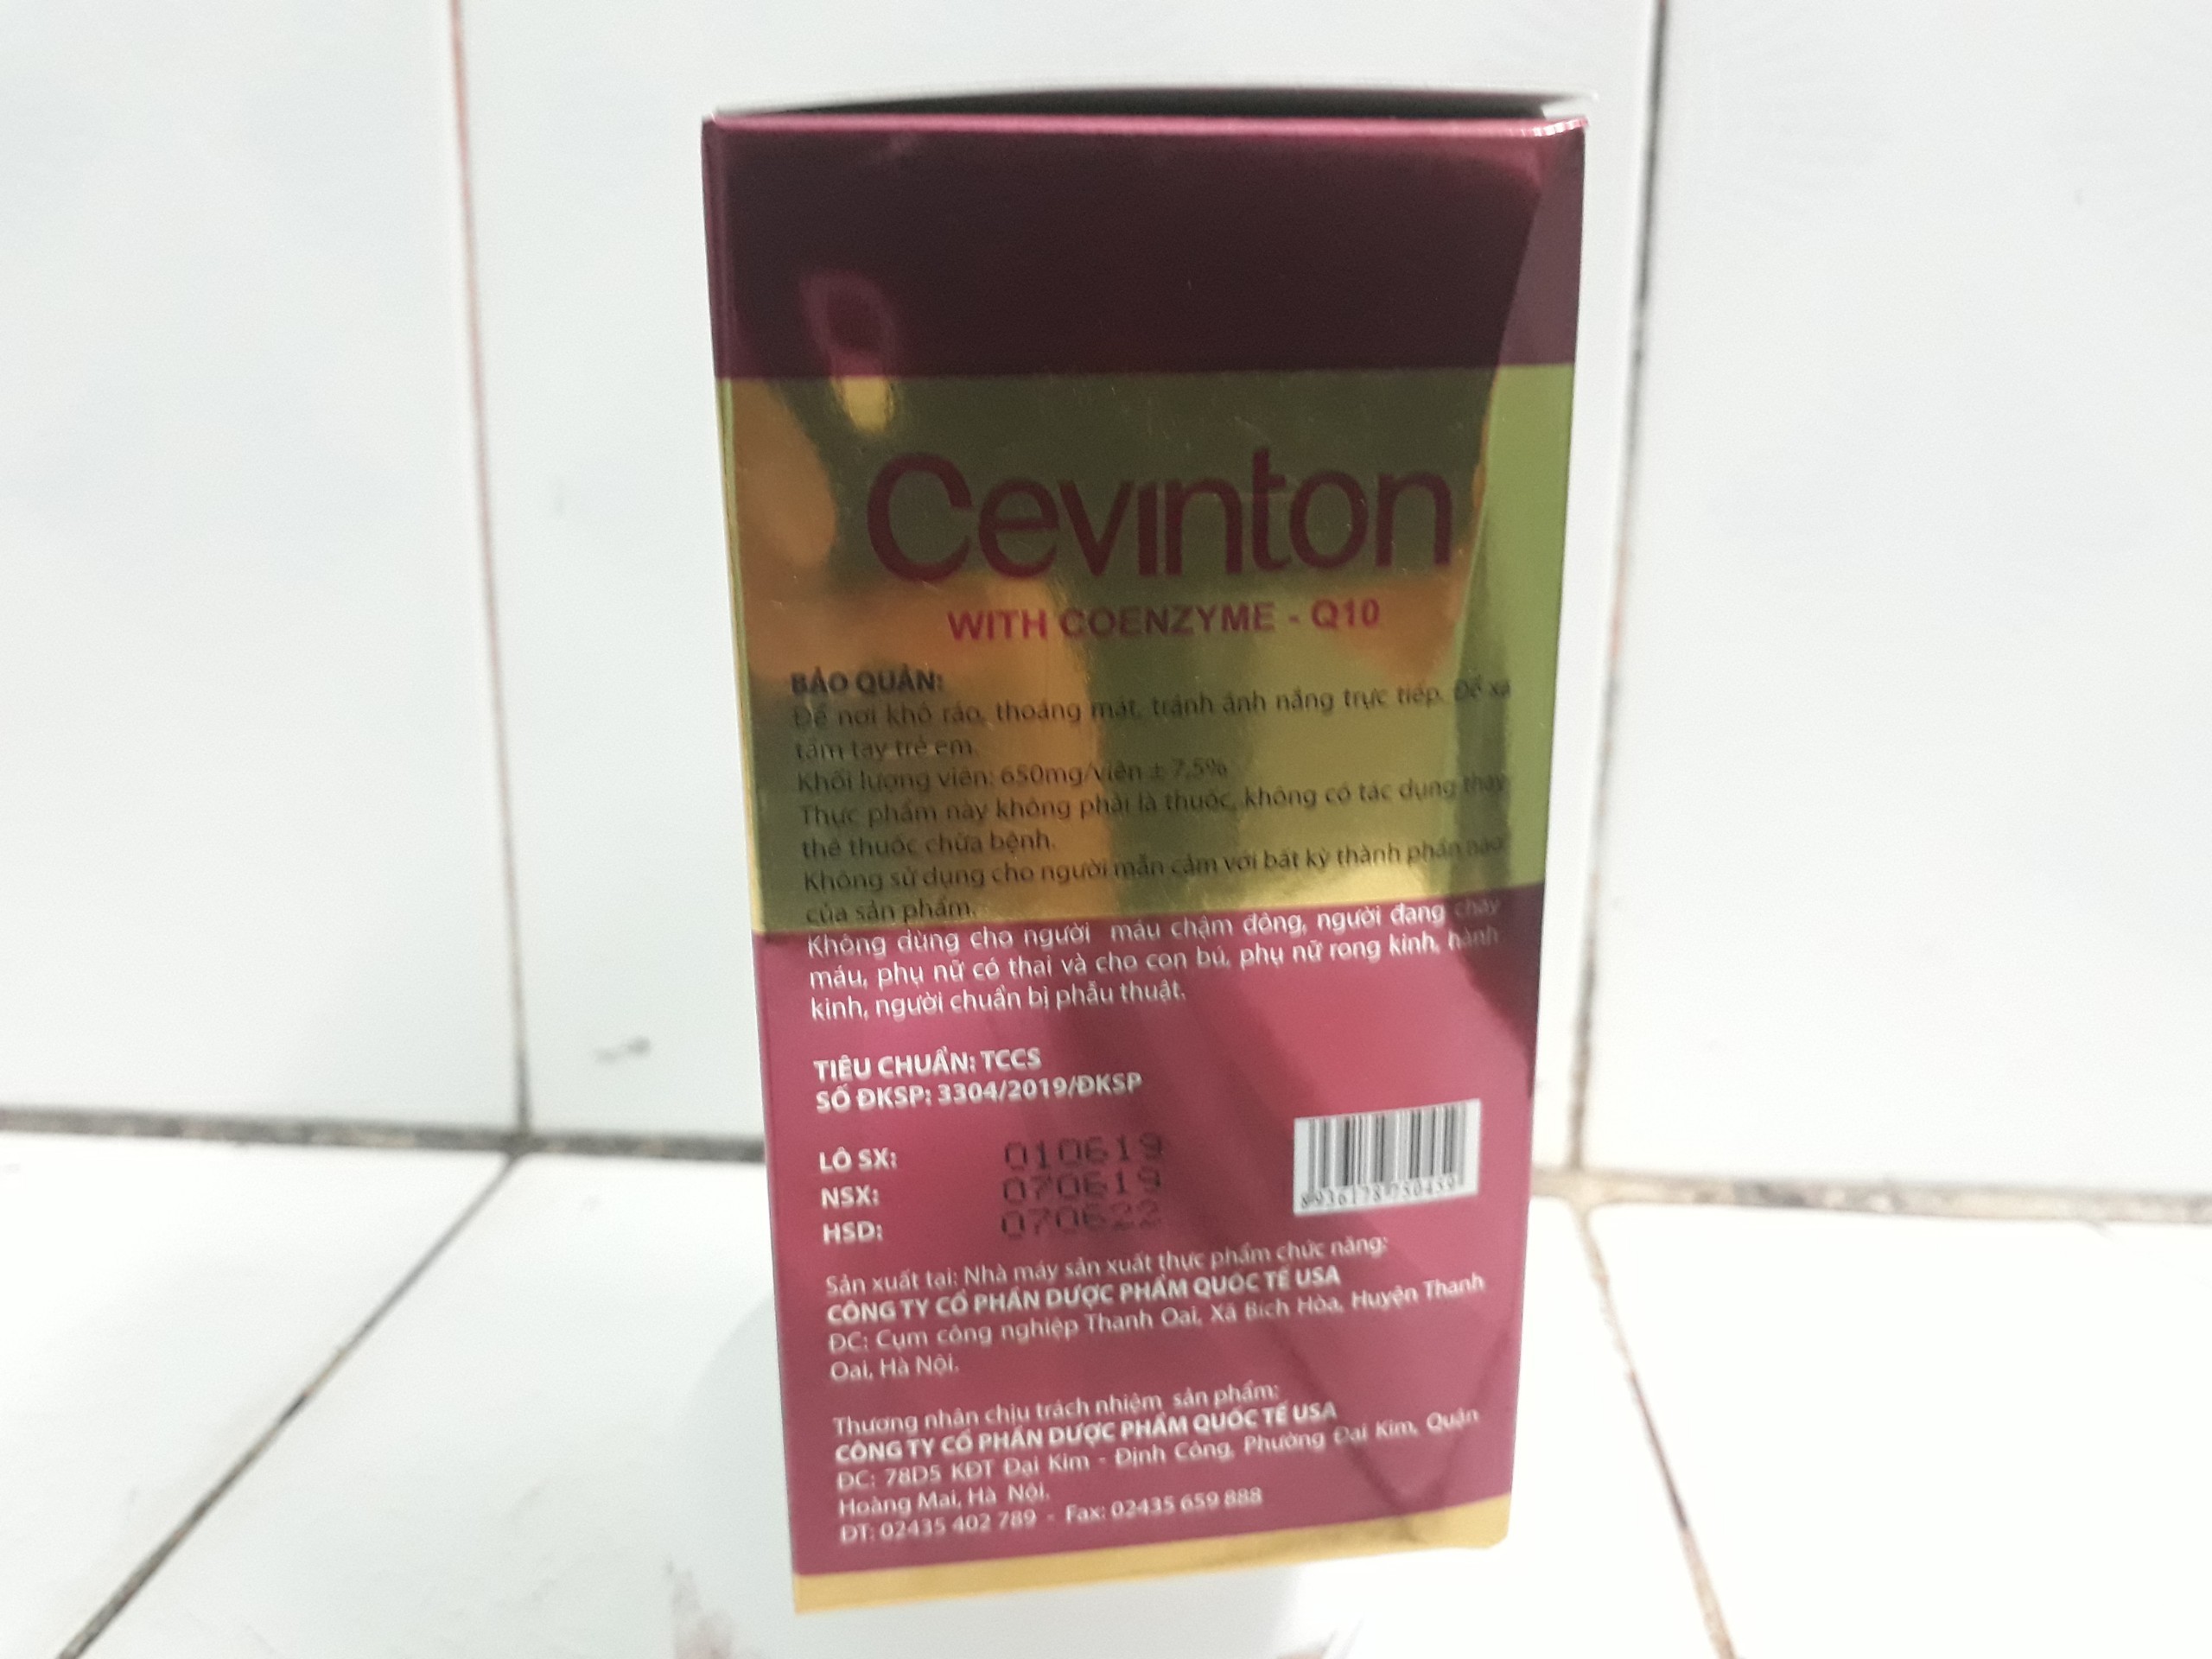 Cevinton
WITH COENZYME - Q10
BẢO QUẢN:
Để nơi khô ráo, thoáng mát, tránh ánh nắng trực tiếp. Để xa
tầm tay trẻ em.
Khối lượng viên: 650mg/viên ± 7,5%
Thực phẩm này không phải là thuốc, không có tác dụng thay
thế thuốc chữa bệnh.
Không sử dụng cho người mẫn cảm với bất kỳ thành phần nào
của sản phẩm.
Không dùng cho người máu chậm đông, người đang chảy
máu, phụ nữ có thai và cho con bú, phụ nữ rong kinh, hành
kinh, người chuẩn bị phẫu thuật.
TIÊU CHUẨN: TCCS
SỐ ĐKSP: 3304/2019/ĐKSP
LÔ SX: 010619
NSX: 070619
HSD: 070622
8936178750459
Sản xuất tại: Nhà máy sản xuất thực phẩm chức năng:
CÔNG TY CỔ PHẦN DƯỢC PHẨM QUỐC TẾ USA
ĐC: Cụm công nghiệp Thanh Oai, Xã Bích Hòa, Huyện Thanh
Oai, Hà Nội.
Thương nhân chịu trách nhiệm sản phẩm:
CÔNG TY CỔ PHẦN DƯỢC PHẨM QUỐC TẾ USA
ĐC: 78D5 KĐT Đại Kim - Định Công, Phường Đại Kim, Quận
Hoàng Mai, Hà Nội.
ĐT: 02435 402 789 - Fax: 02435 659 888